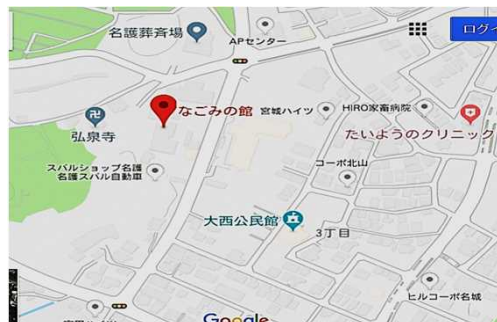 名護葬斉場
APセンター
ログイ
なごみの館
宮城ハイツ
HIRO家畜病院
弘泉寺
たいようのクリニック
スバルショップ名護
名護スバル自動車
コーポ北山
大西公民館
3丁目
ヒルコーポ名城
Google